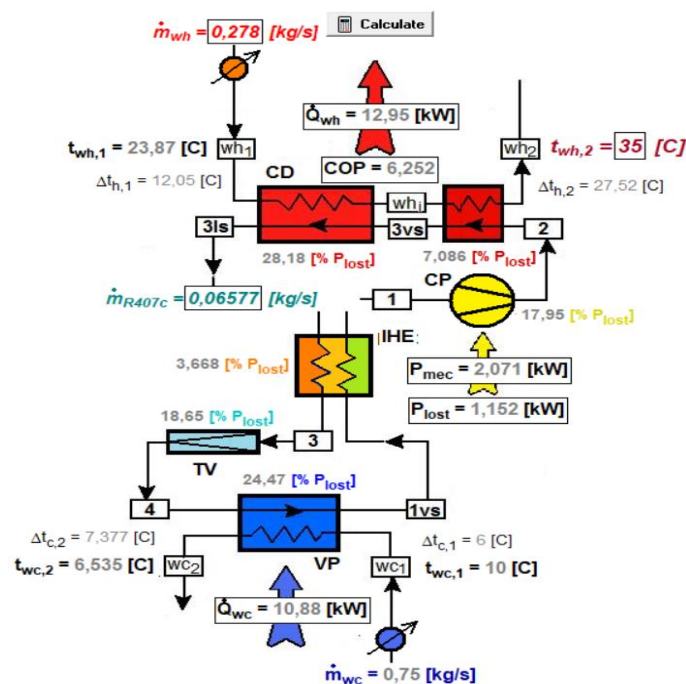 ṁwh = 0,278 [kg/s]
Calculate
Q̇wh = 12,95 [kW]
twh,1 = 23,87 [C]
wh1
COP = 6,252
wh2
twh,2 = 35 [C]
Δth,1 = 12,05 [C]
CD
Δth,2 = 27,52 [C]
whi
3ls
3vs
2
28,18 [% Plost]
7,086 [% Plost]
ṁR407c = 0,06577 [kg/s]
1
CP
17,95 [% Plost]
IHE
3,668 [% Plost]
Pmec = 2,071 [kW]
Plost = 1,152 [kW]
18,65 [% Plost]
3
TV
24,47 [% Plost]
4
1vs
Δtc,2 = 7,377 [C]
Δtc,1 = 6 [C]
twc,2 = 6,535 [C]
wc2
VP
wc1
twc,1 = 10 [C]
Q̇wc = 10,88 [kW]
ṁwc = 0,75 [kg/s]